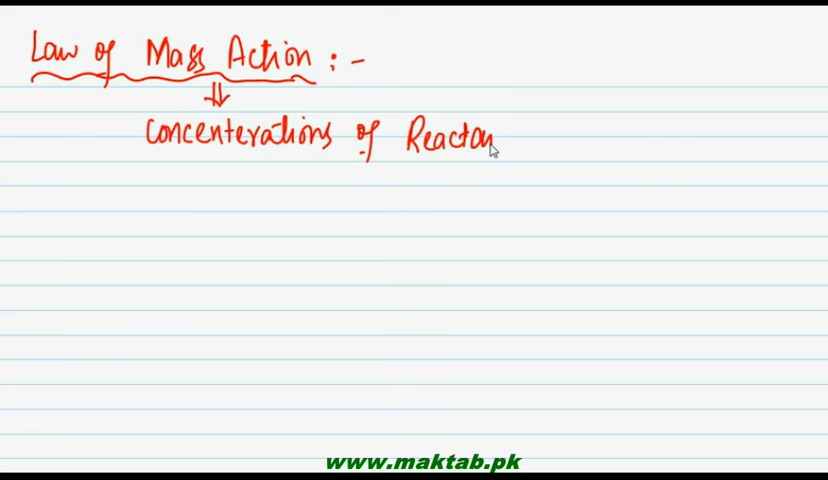 Law of Mass Action :-
Concenterations of Reactan
www.maktab.pk